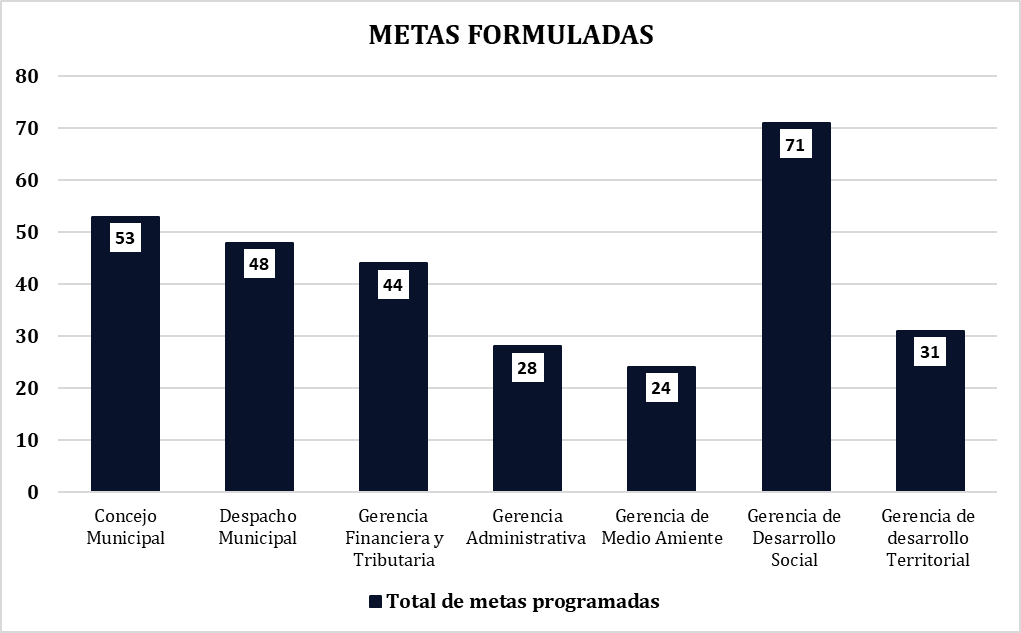 METAS FORMULADAS
80
70
60
50
40
30
20
10
0
53
48
44
28
24
71
31
Concejo
Municipal
Despacho
Municipal
Gerencia
Financiera y
Tributaria
Gerencia
Administrativa
Gerencia de
Medio Amiente
Gerencia de
Desarrollo
Social
Gerencia de
desarrollo
Territorial
Total de metas programadas